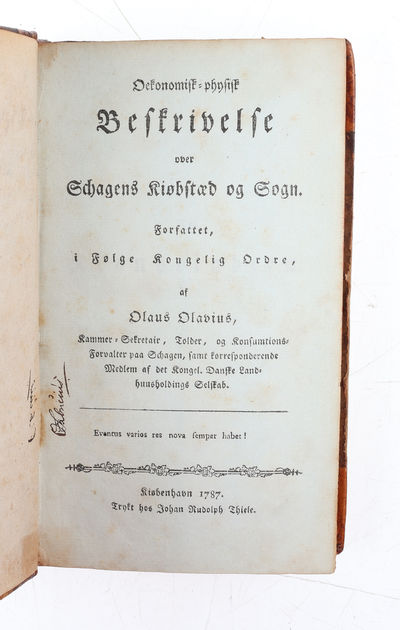 Oekonomisk-physisk
Beskrivelse
over
Schagens Kiøbstæd og Sogn.
Forfattet,
i Følge Kongelig Ordre,
af
Olaus Olavius,
Kammer-Sekretair, Tolder, og Konsumtions-
Forvalter paa Schagen, samt korresponderende
Medlem af det Kongel. Danske Land-
huusholdings Selskab.
Eventus varios res nova semper habet!
Kiøbenhavn 1787.
Trykt hos Johan Rudolph Thiele.